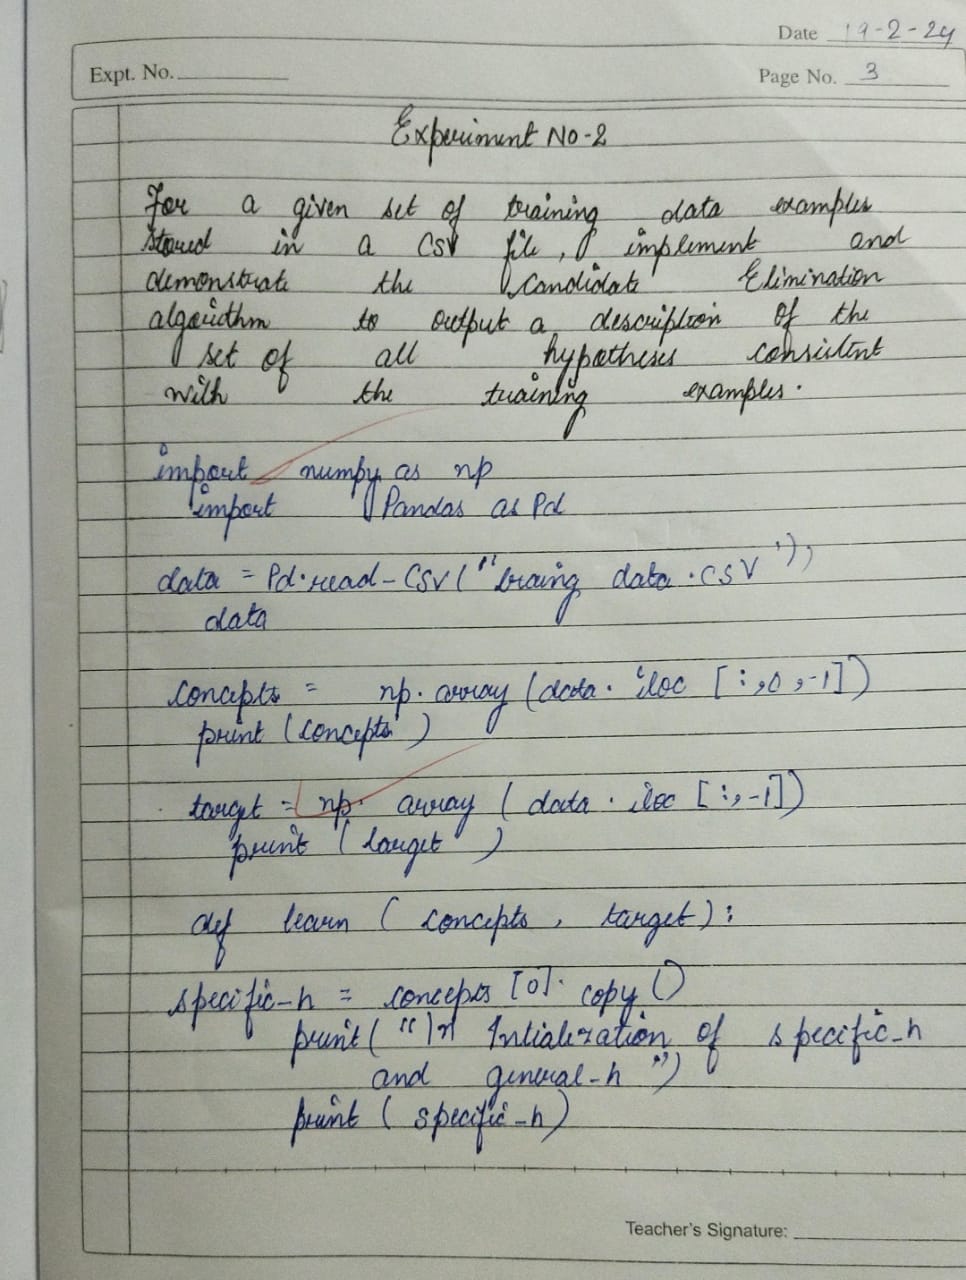 Date 19-2-24
Expt. No.
Page No. 3
Experiment No-2
For a given set of training data examples
stored in a CSV file, implement and
demonstrate the Candidate Elimination
algorithm to output a description of the
set of all hypotheses consistent
with the training examples.
import numpy as np
import Pandas as Pd
data = Pd.read-CSV("traing data.CSV");
data
concepts = np.array(data.iloc[:,0,-1])
print(concepts)
target = np.array(data.iloc[:,-1])
print(target)
def learn(concepts, target):
specific-h = concepts[0].copy()
print("\n Intialization of specific_h
and general-h")
print(specific-h)
Teacher's Signature: